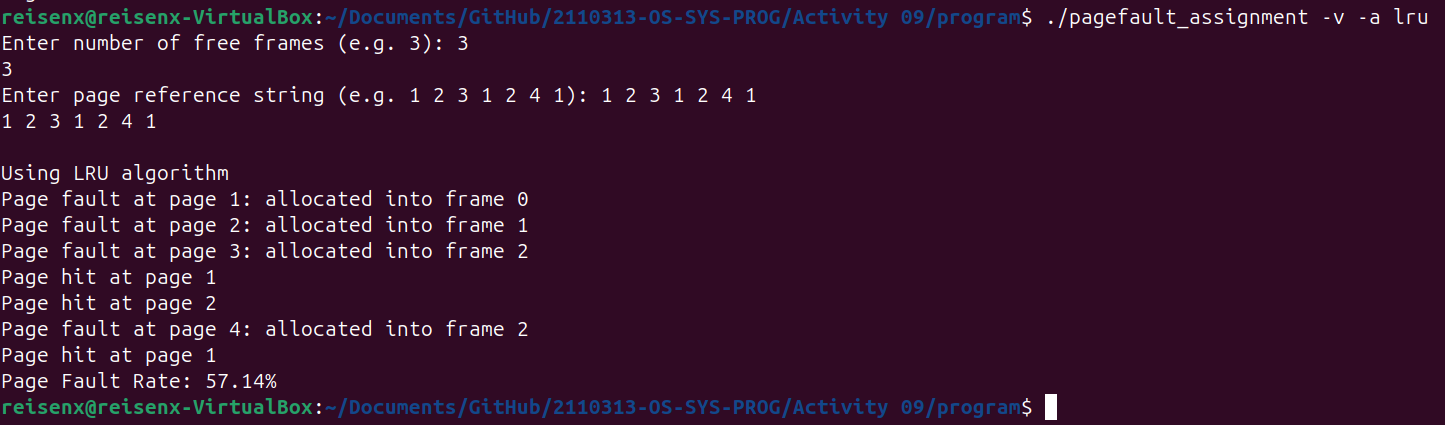 reisenx@reisenx-VirtualBox:~/Documents/GitHub/2110313-OS-SYS-PROG/Activity 09/program$ ./pagefault_assignment -v -a lru
Enter number of free frames (e.g. 3): 3
3
Enter page reference string (e.g. 1 2 3 1 2 4 1): 1 2 3 1 2 4 1
1 2 3 1 2 4 1

Using LRU algorithm
Page fault at page 1: allocated into frame 0
Page fault at page 2: allocated into frame 1
Page fault at page 3: allocated into frame 2
Page hit at page 1
Page hit at page 2
Page fault at page 4: allocated into frame 2
Page hit at page 1
Page Fault Rate: 57.14%
reisenx@reisenx-VirtualBox:~/Documents/GitHub/2110313-OS-SYS-PROG/Activity 09/program$